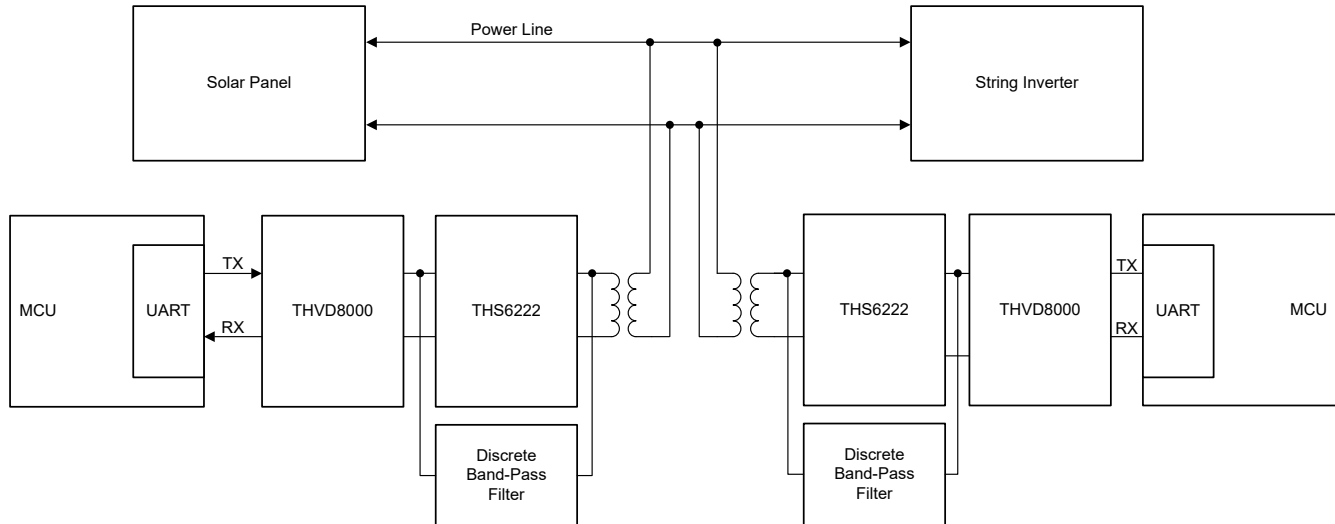 Power Line
Solar Panel
String Inverter
MCU
UART
TX
RX
THVD8000
THS6222
THS6222
THVD8000
TX
RX
UART
MCU
Discrete
Band-Pass
Filter
Discrete
Band-Pass
Filter